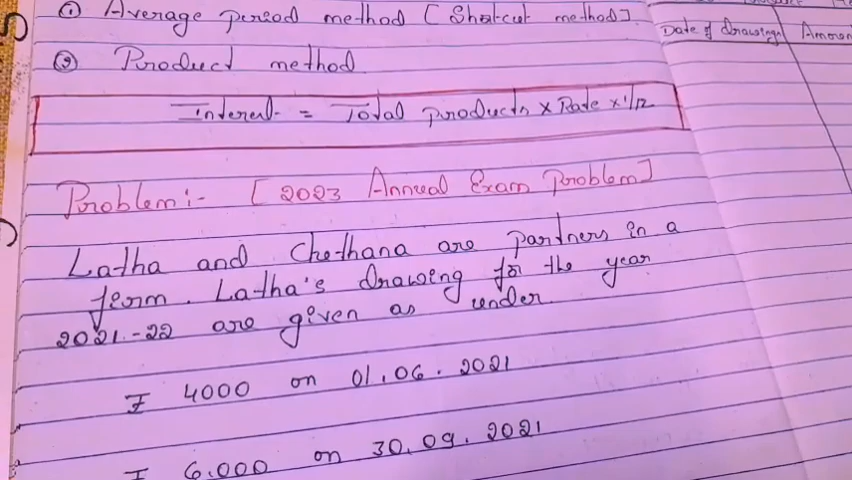 ① Average period method [Shortcut method]
② Product method
Interest = Total products × Rate × 1/12
Problem:- [2023 Annual Exam Problem]
Latha and Chethana are partners in a
firm. Latha's drawing for the year
2021-22 are given as under
₹ 4000 on 01.06.2021
₹ 6,000 on 30.09.2021
Date of drawings